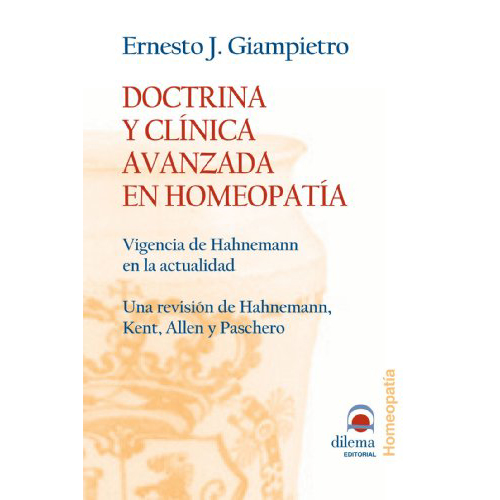 Ernesto J. Giampietro
DOCTRINA
Y CLÍNICA
AVANZADA
EN HOMEOPATÍA
Vigencia de Hahnemann
en la actualidad
Una revisión de Hahnemann,
Kent, Allen y Paschero
dilema
EDITORIAL
Homeopatía